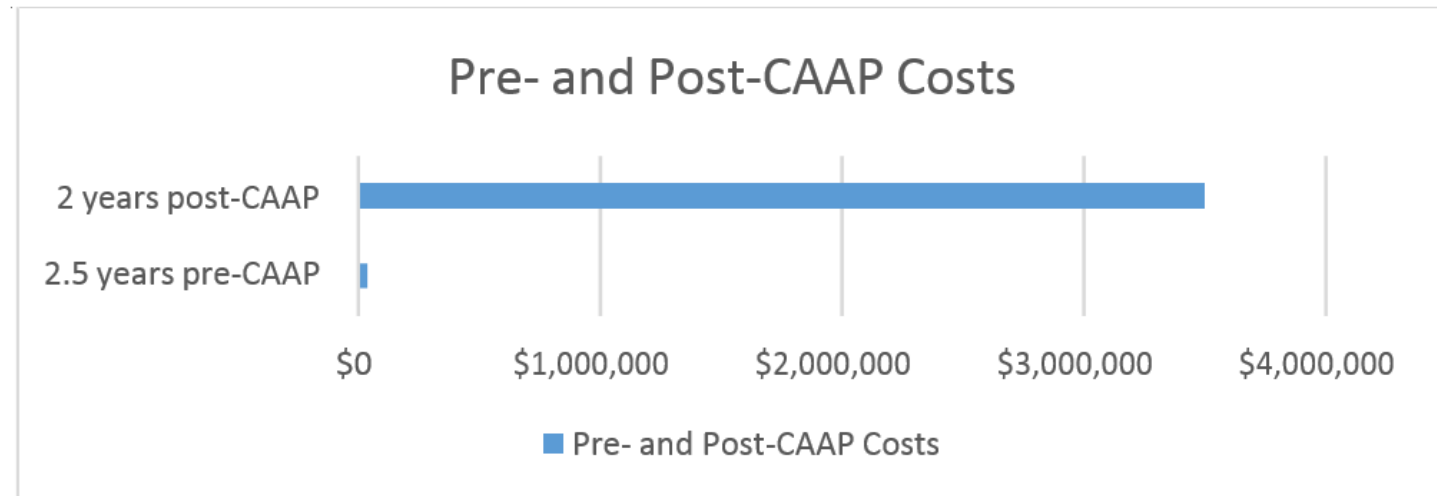 Pre- and Post-CAAP Costs
2 years post-CAAP
2.5 years pre-CAAP
$0 $1,000,000 $2,000,000 $3,000,000 $4,000,000
Pre- and Post-CAAP Costs